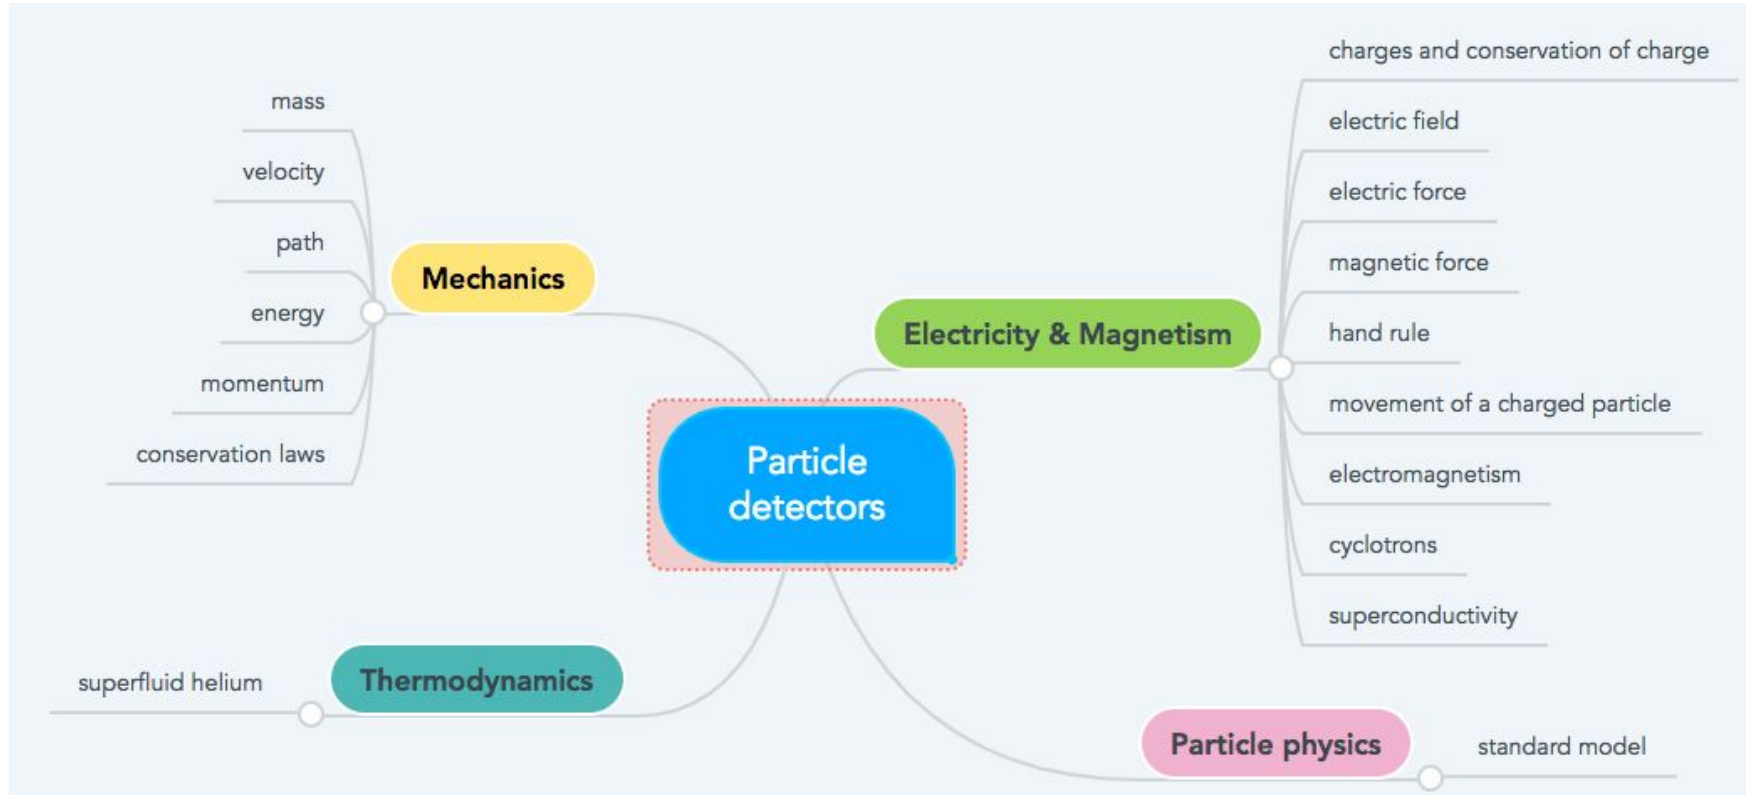 charges and conservation of charge
mass
electric field
velocity
electric force
path
magnetic force
Mechanics
energy
Electricity & Magnetism
hand rule
momentum
movement of a charged particle
conservation laws
Particle
detectors
electromagnetism
cyclotrons
superconductivity
superfluid helium
Thermodynamics
Particle physics
standard model